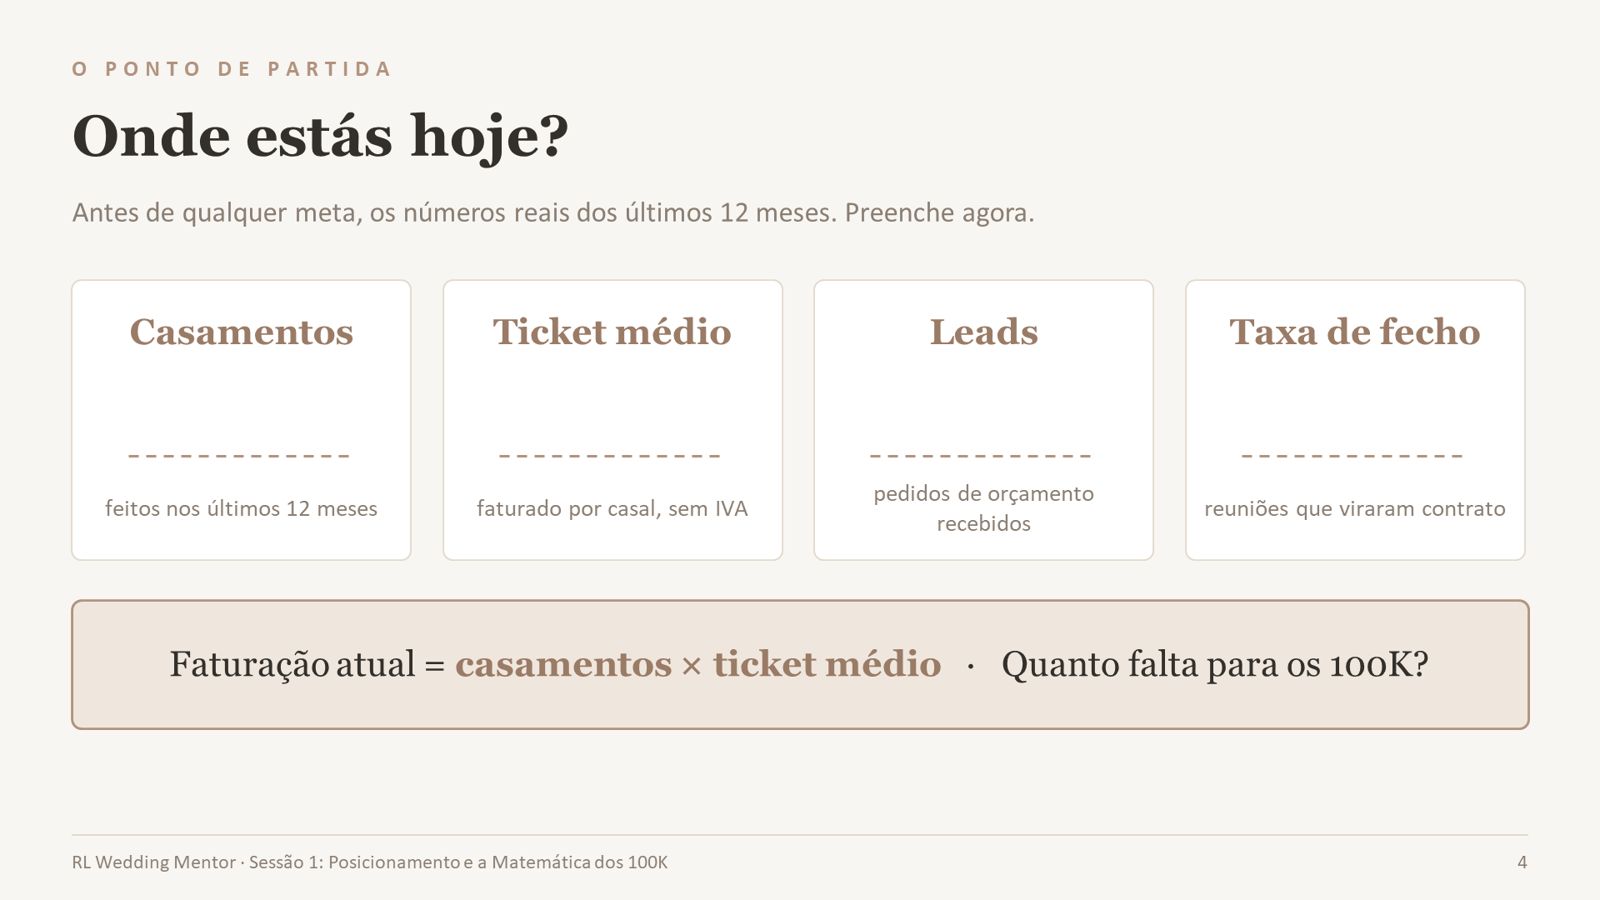 O PONTO DE PARTIDA
Onde estás hoje?
Antes de qualquer meta, os números reais dos últimos 12 meses. Preenche agora.
Casamentos
feitos nos últimos 12 meses
Ticket médio
faturado por casal, sem IVA
Leads
pedidos de orçamento
recebidos
Taxa de fecho
reuniões que viraram contrato
Faturação atual = casamentos × ticket médio · Quanto falta para os 100K?
RL Wedding Mentor · Sessão 1: Posicionamento e a Matemática dos 100K
4